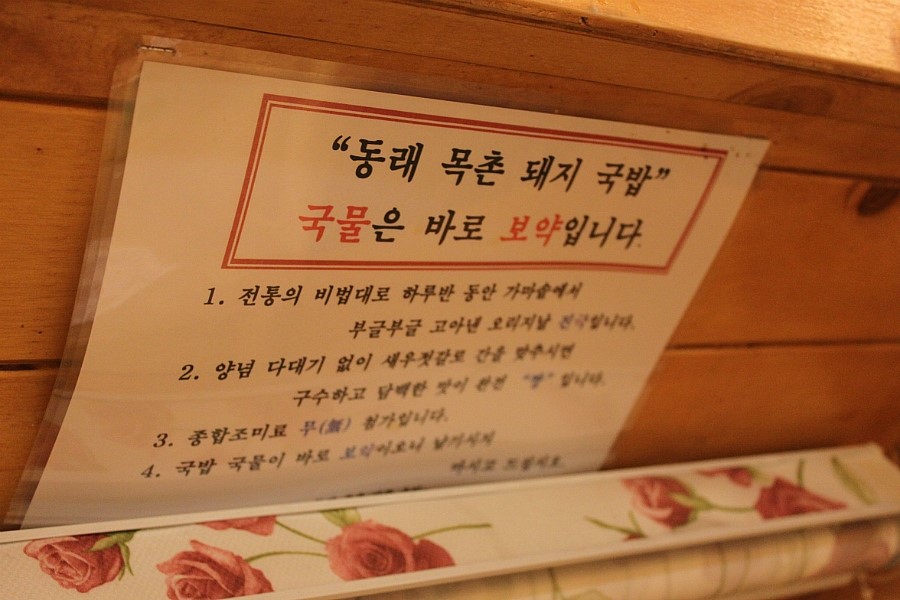 “동래 목촌 돼지 국밥”
국물은 바로 보약입니다.
1. 전통의 비법대로 하루반 동안 가마솥에서
부글부글 고아낸 오리지날 진국입니다.
2. 양념 다대기 없이 새우젓갈로 간을 맞추시면
구수하고 담백한 맛이 완전 “짱” 입니다.
3. 종합조미료 무(無) 첨가입니다.
4. 국밥 국물이 바로 보약이오니 남기시지
마시고 드십시오.